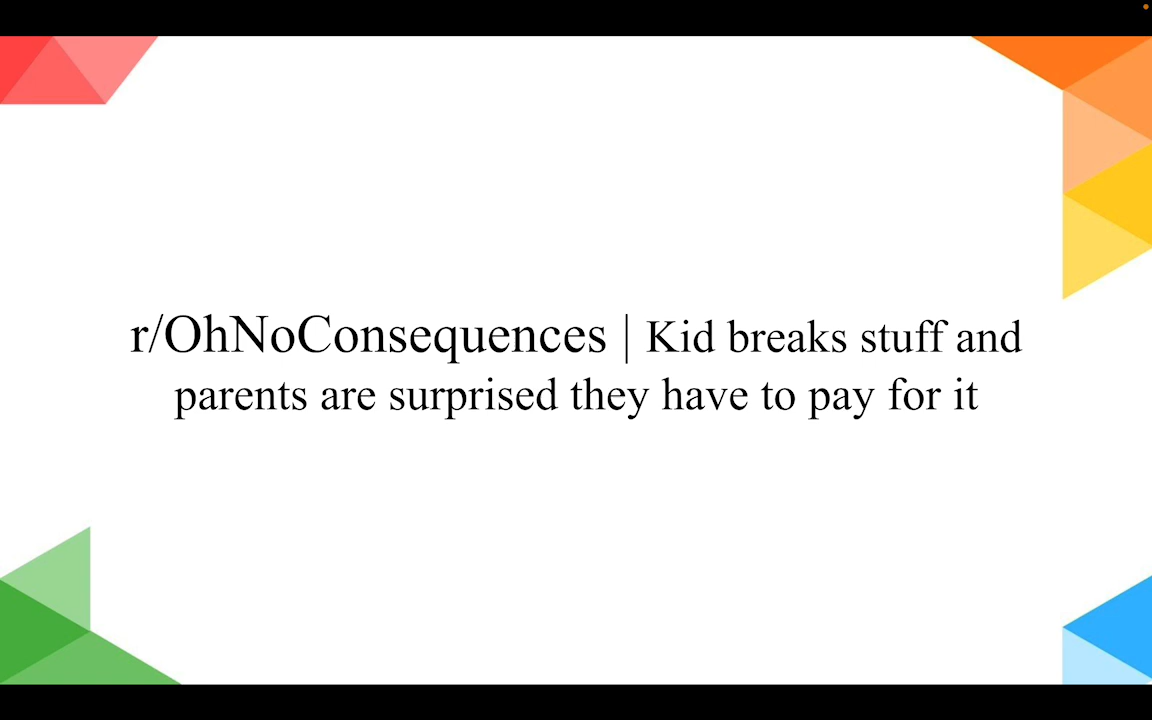 r/OhNoConsequences | Kid breaks stuff and
parents are surprised they have to pay for it